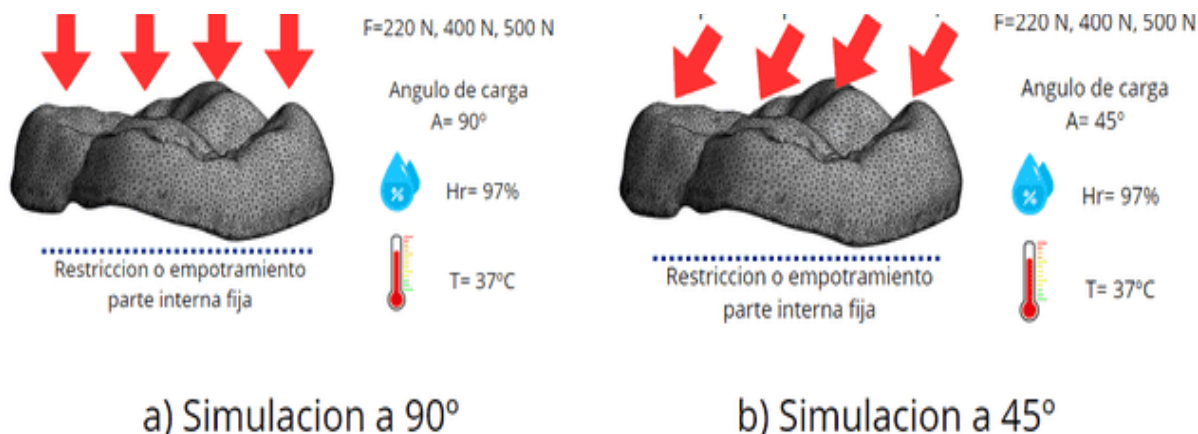 F=220 N, 400 N, 500 N
Angulo de carga
A= 90º
%
Hr= 97%
Restriccion o empotramiento
parte interna fija
T= 37ºC
a) Simulacion a 90º
F=220 N, 400 N, 500 N
Angulo de carga
A= 45º
%
Hr= 97%
Restriccion o empotramiento
parte interna fija
T= 37ºC
b) Simulacion a 45º